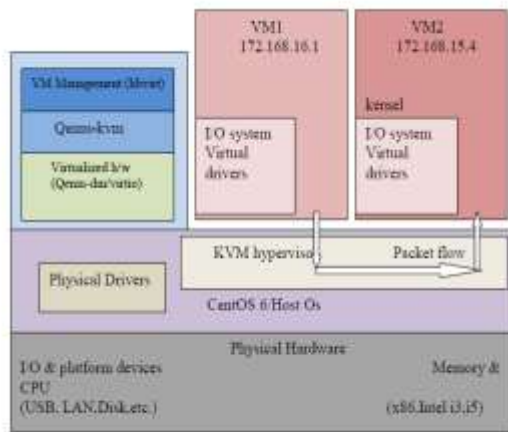 VM1
172.168.16.1
VM2
172.168.15.4
VM Management (libvirt)
Qemu-kvm
Virtualized h/w
(Qemu-dm/virtio)
kernel
I/O system
Virtual
drivers
I/O system
Virtual
drivers
KVM hypervisor
Packet flow
Physical Drivers
CentOS 6/Host Os
Physical Hardware
I/O & platform devices
CPU
(USB, LAN,Disk,etc.)
Memory &
(x86,Intel i3,i5)